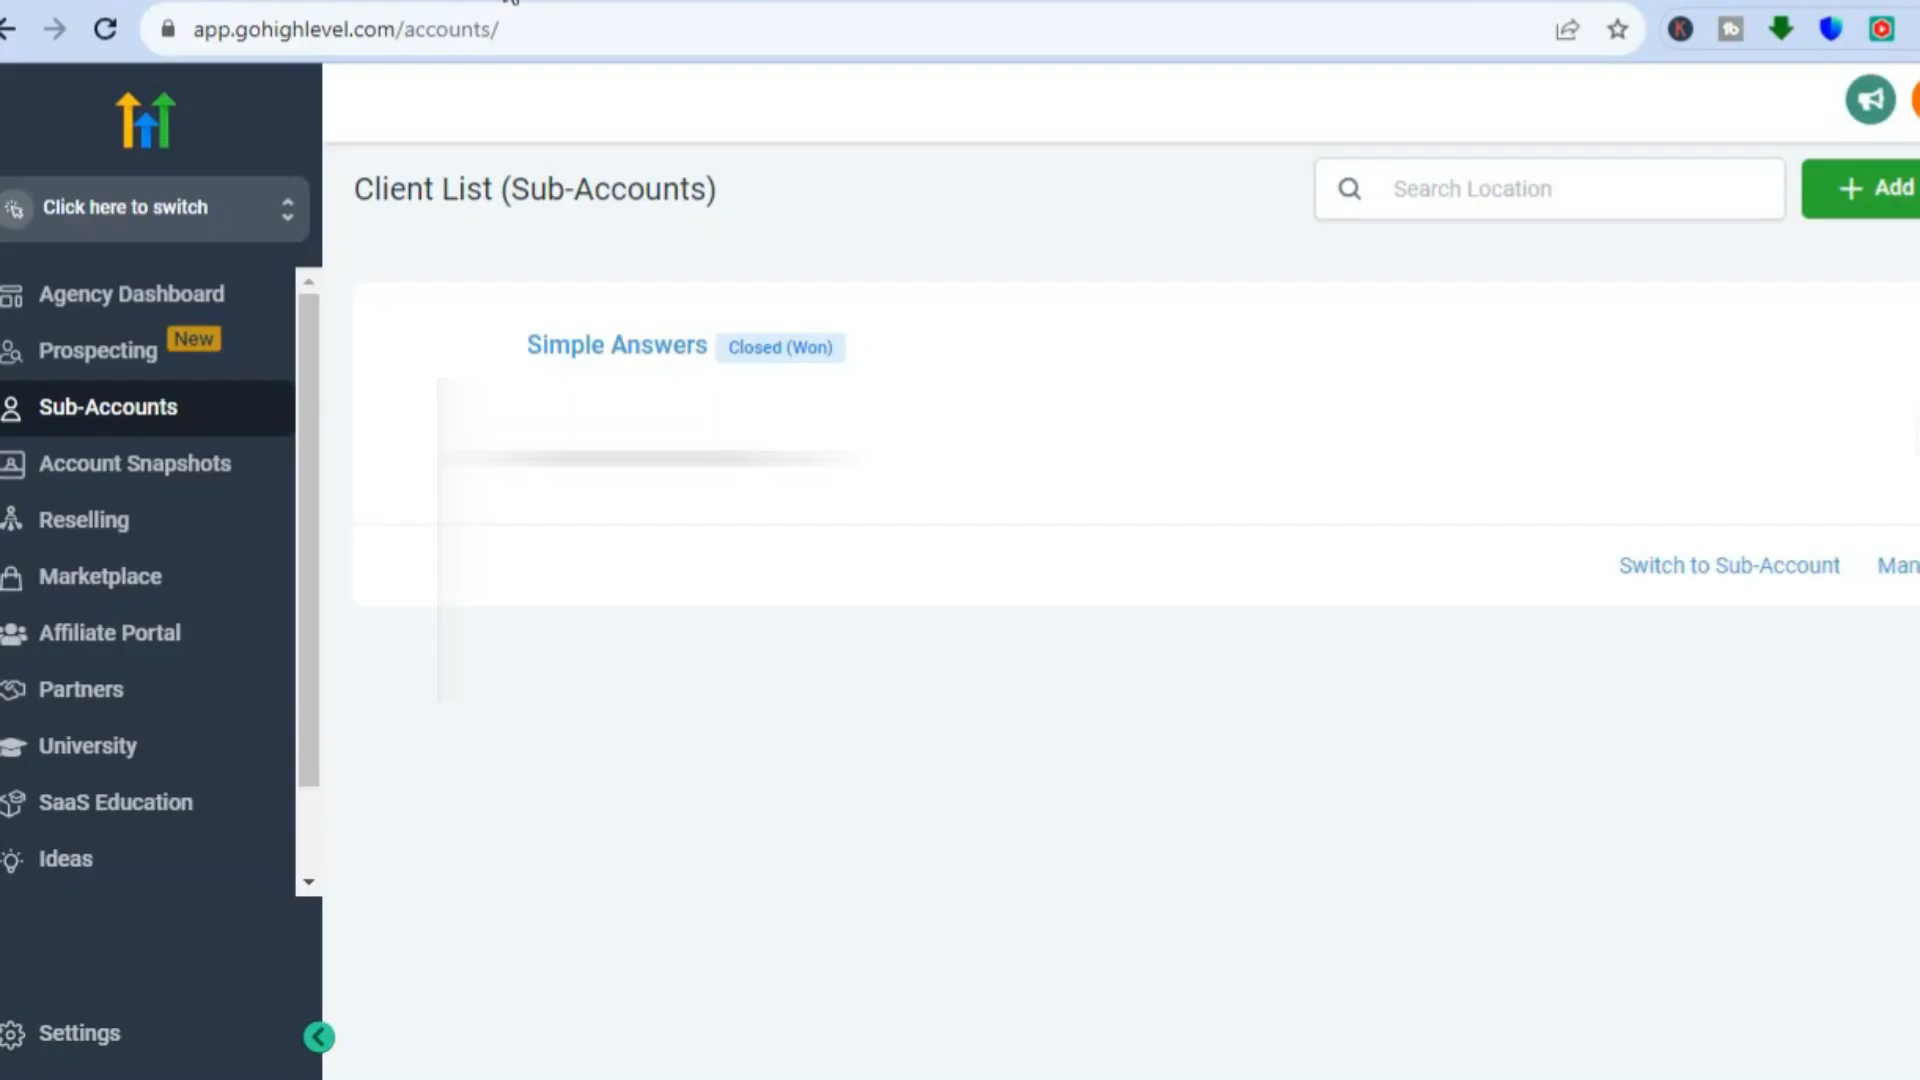 app.gohighlevel.com/accounts/
Click here to switch
Agency Dashboard
Prospecting New
Sub-Accounts
Account Snapshots
Reselling
Marketplace
Affiliate Portal
Partners
University
SaaS Education
Ideas
Settings
Client List (Sub-Accounts)
Search Location
+ Add
Simple Answers Closed (Won)
Switch to Sub-Account Man